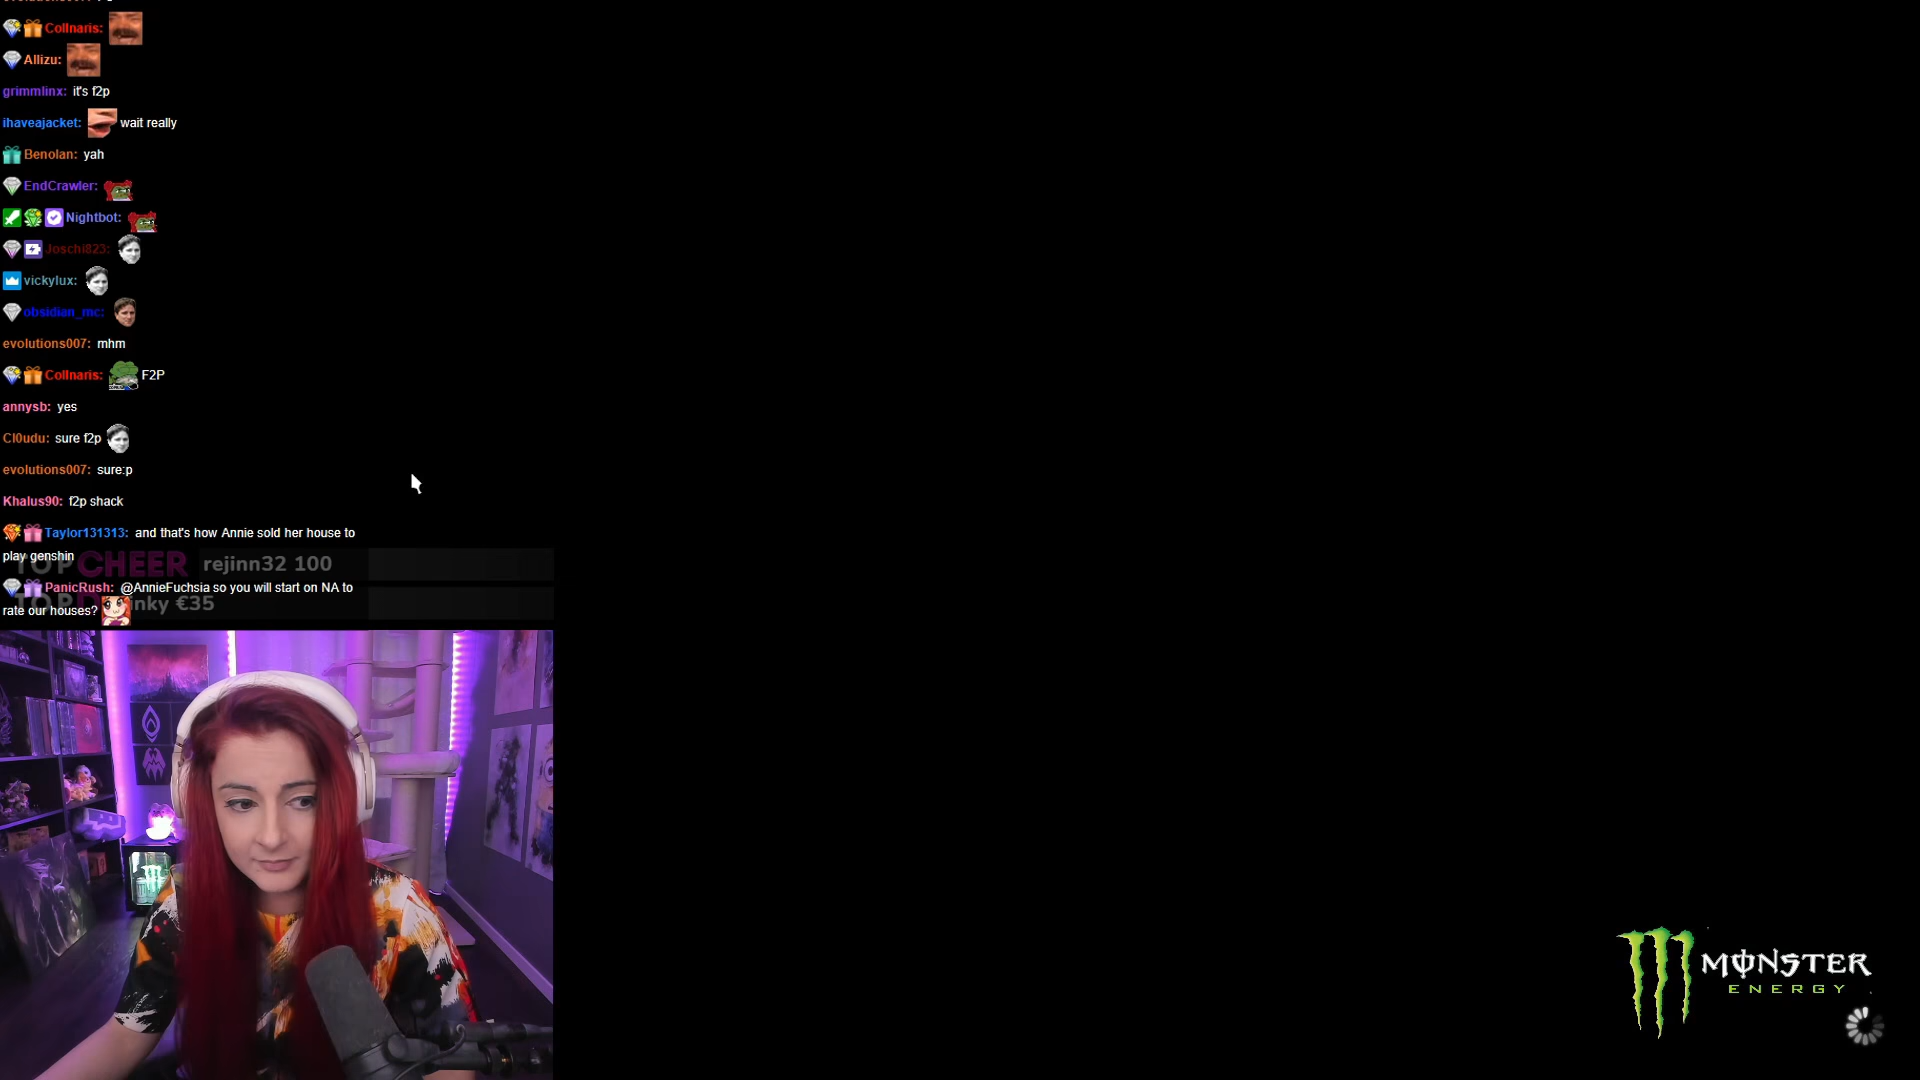 Collnaris:
Allizu:
grimmlinx: it's f2p
ihaveajacket: wait really
Benolan: yah
EndCrawler:
Nightbot:
Joschi823:
vickylux:
obsidian_mc:
evolutions007: mhm
Collnaris: F2P
annysb: yes
Cl0udu: sure f2p
evolutions007: sure:p
Khalus90: f2p shack
Taylor131313: and that's how Annie sold her house to
play genshin
TOP CHEER rejinn32 100
PanicRush: @AnnieFuchsia so you will start on NA to
rate our houses?
€35
MONSTER
ENERGY